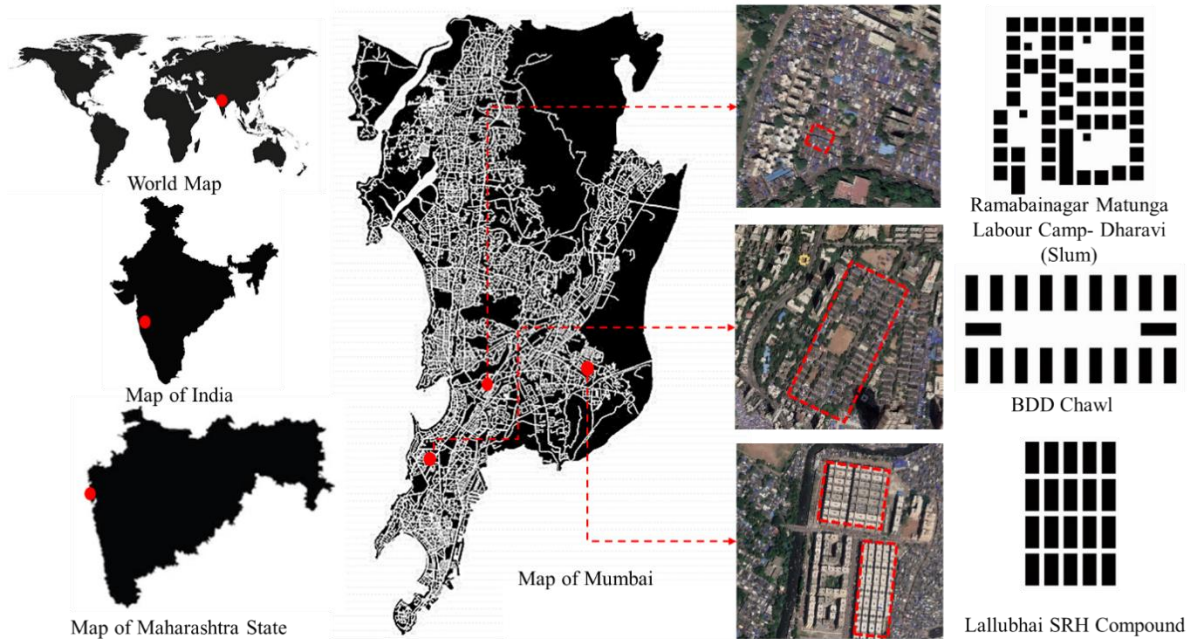 World Map
Map of India
Map of Maharashtra State
Map of Mumbai
Ramabainagar Matunga
Labour Camp- Dharavi
(Slum)
BDD Chawl
Lallubhai SRH Compound